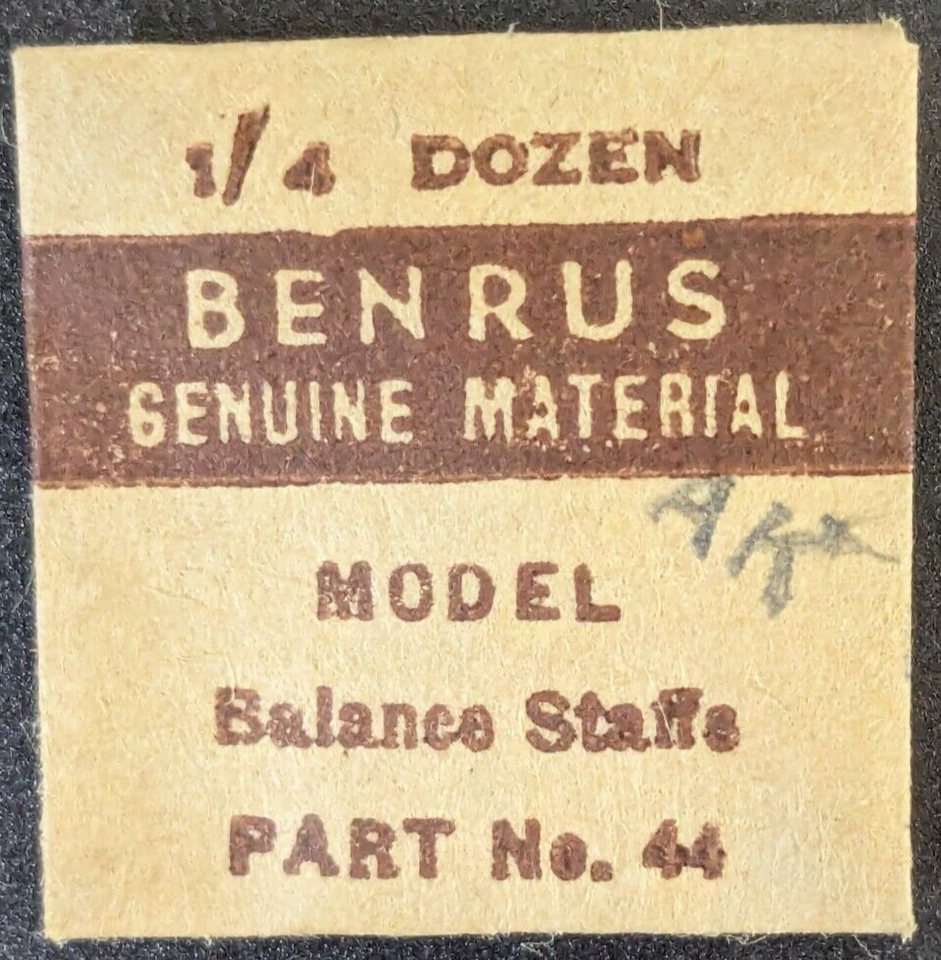 1/4 DOZEN
BENRUS
GENUINE MATERIAL
MODEL
Balance Staffs
PART No. 44